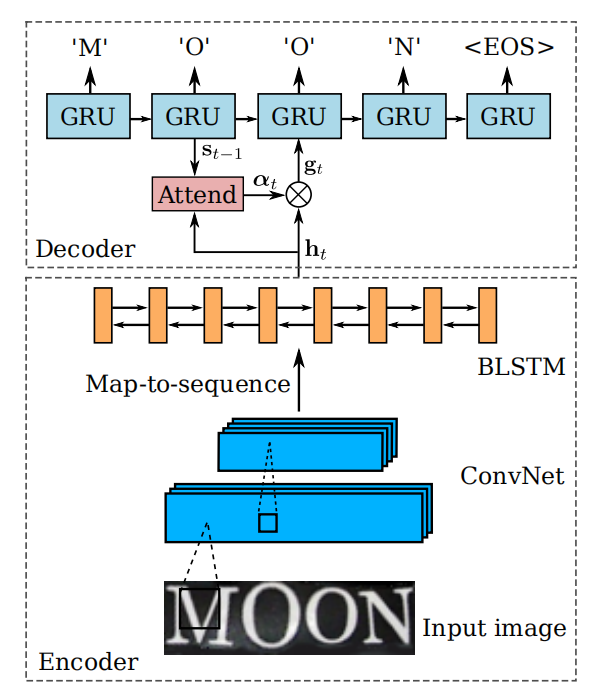 'M' 'O' 'O' 'N' <EOS>
GRU GRU GRU GRU GRU
s_{t−1}
g_t
α_t
Attend
h_t
Decoder
BLSTM
Map-to-sequence
ConvNet
MOON
Input image
Encoder